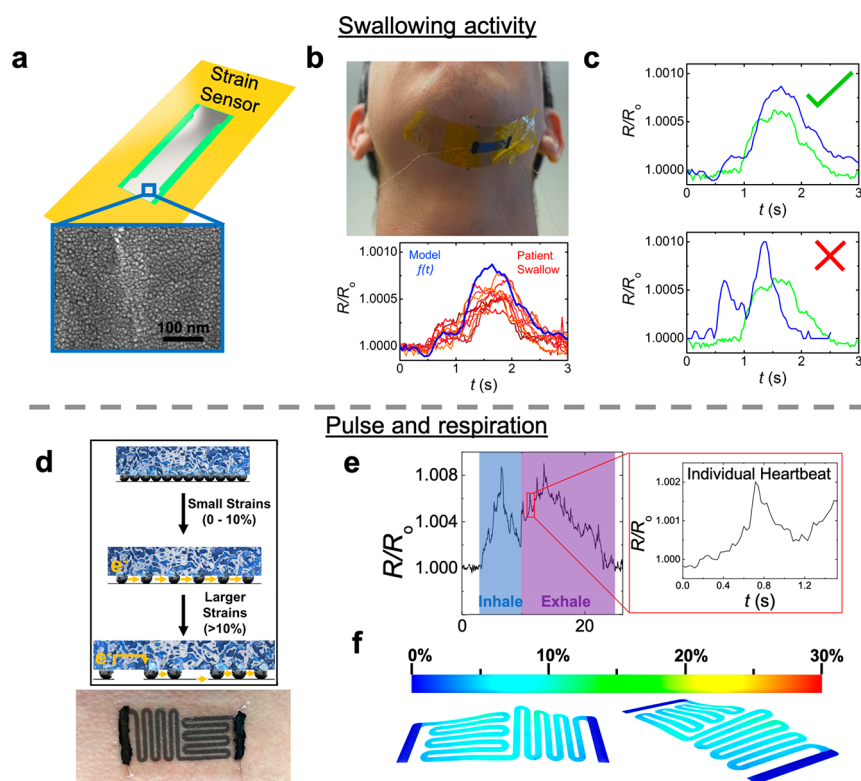 Swallowing activity
a
Strain
Sensor
100 nm
b
Model
f(t)
Patient
Swallow
R/Ro
1.0010
1.0005
1.0000
0 1 2 3
t (s)
c
R/Ro
1.0010
1.0005
1.0000
0 1 2 3
t (s)
R/Ro
1.0010
1.0005
1.0000
0 1 2 3
t (s)
Pulse and respiration
d
Small Strains
(0 - 10%)
e-
Larger
Strains
(>10%)
e-
e
R/Ro
1.008
1.004
1.000
Inhale Exhale
0 20
Individual Heartbeat
R/Ro
1.002
1.000
0.0 0.4 0.8 1.2
t (s)
f
0% 10% 20% 30%